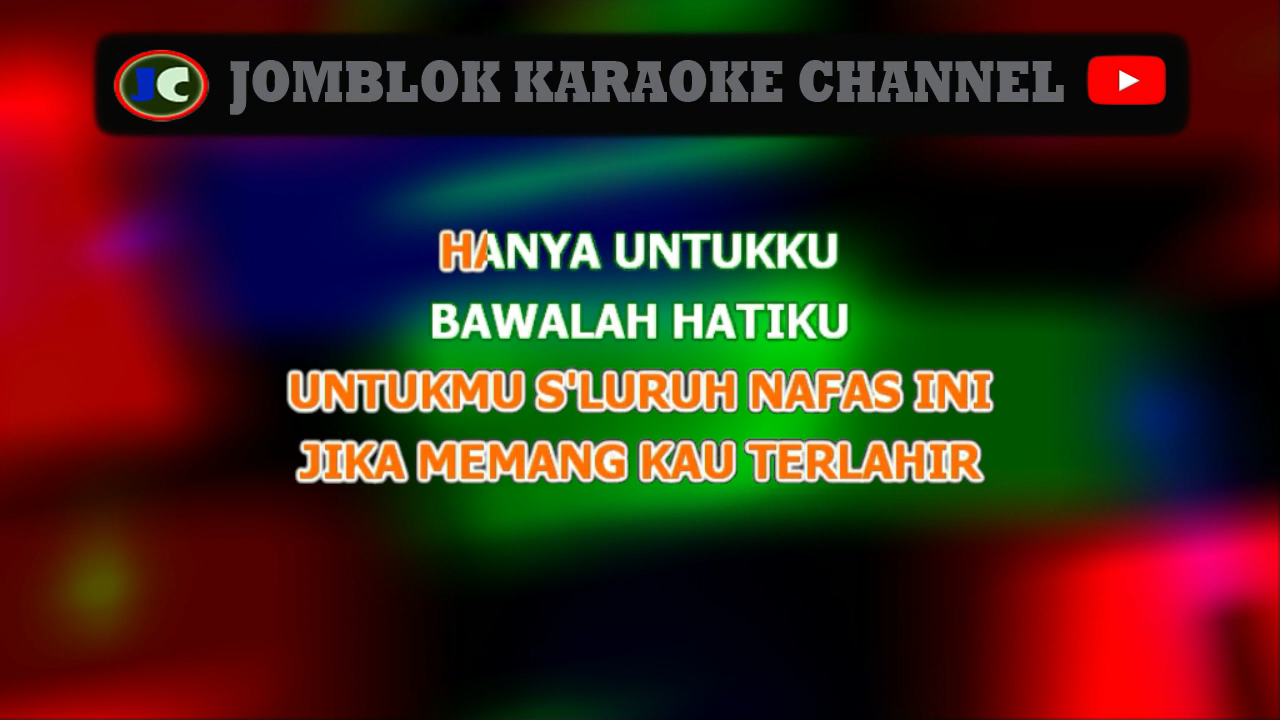 JC JOMBLOK KARAOKE CHANNEL
HANYA UNTUKKU
BAWALAH HATIKU
UNTUKMU S'LURUH NAFAS INI
JIKA MEMANG KAU TERLAHIR